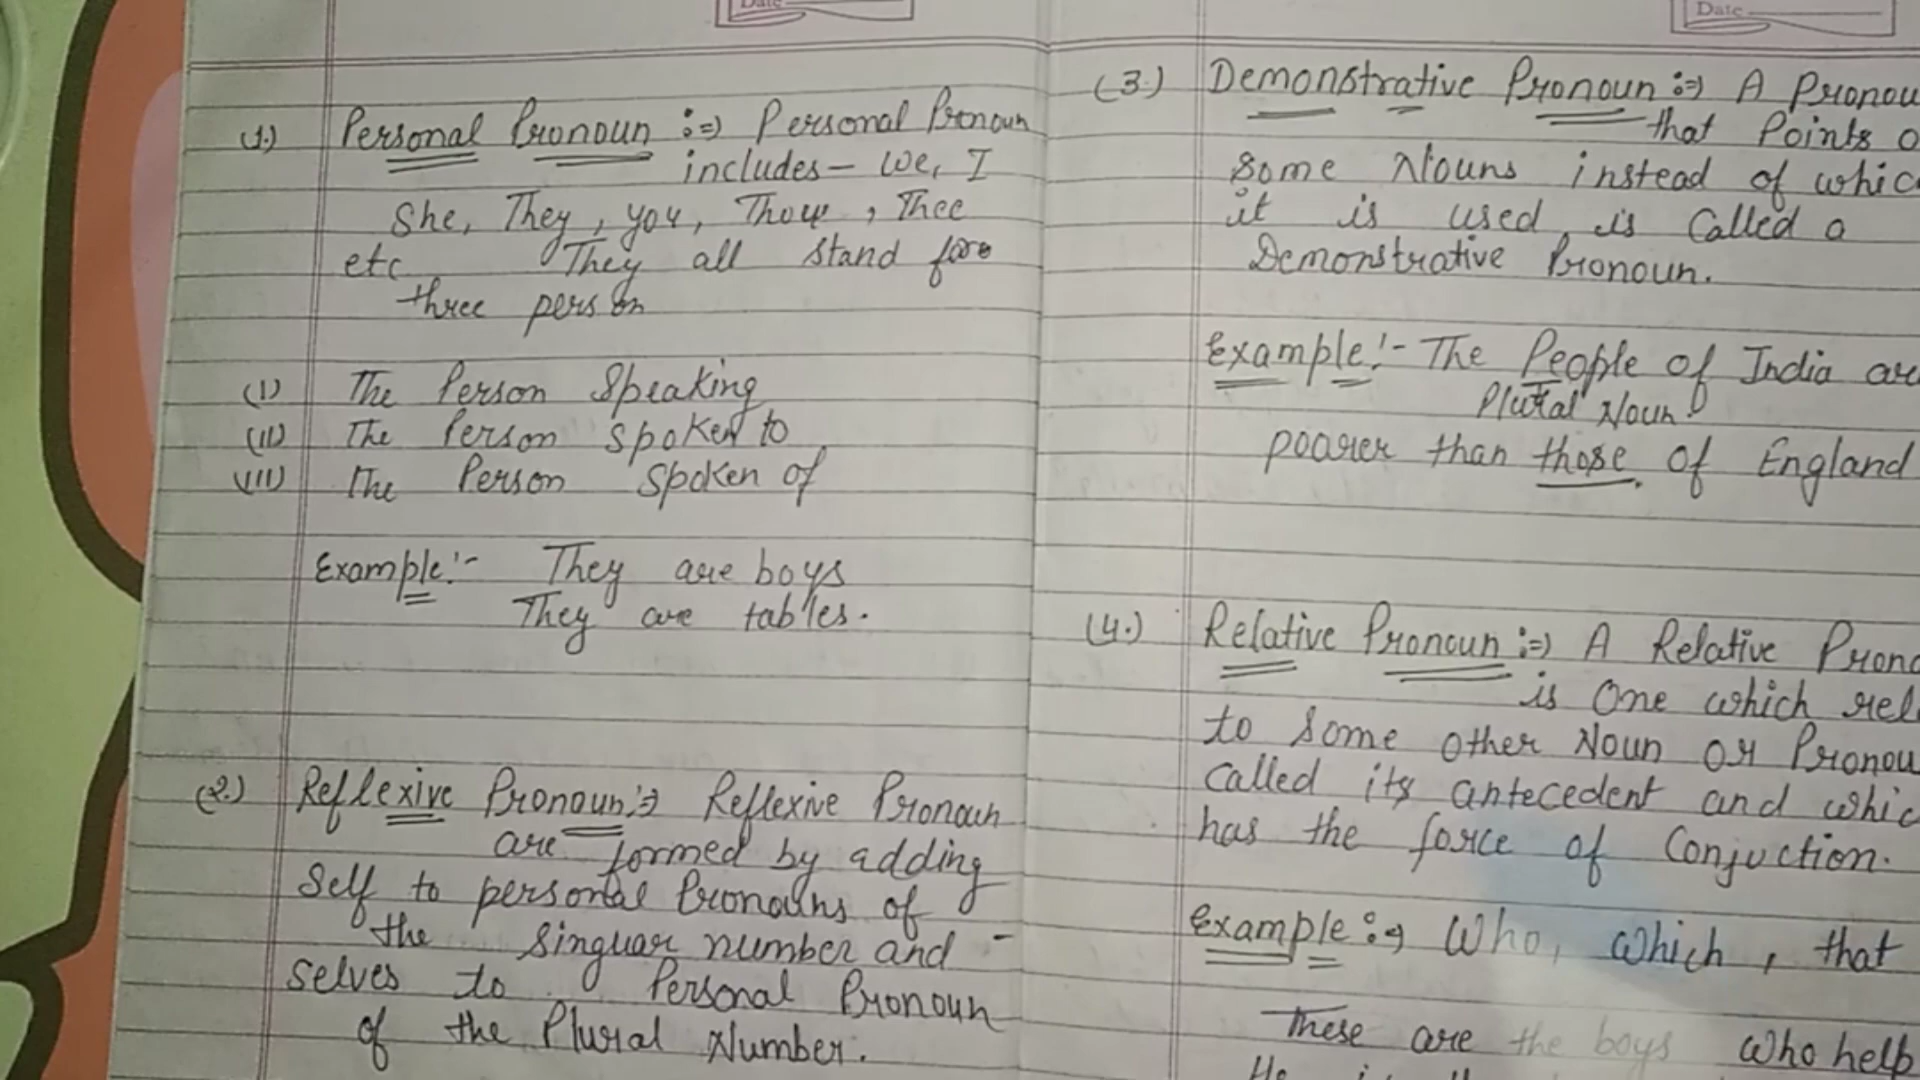 Date
(1.) Personal Pronoun :⇒ Personal Pronoun
includes – we, I
She, They, you, Thou, Thee
etc They all stand fore
three person
(I) The Person Speaking
(II) The Person spoken to
(III) The Person spoken of
Example:- They are boys
They are tables.
(2.) Reflexive Pronoun:⇒ Reflexive Pronoun
are formed by adding
Self to personal Pronouns of
the singuar number and -
selves to Personal Pronoun
of the Plural Number.
Date
(3.) Demonstrative Pronoun :⇒ A Pronou
that Points o
some Nouns instead of whic
it is used, is Called a
Demonstrative Pronoun.
Example:- The People of India are
Plural Noun
poorer than those of England
(4.) Relative Pronoun :⇒ A Relative Prono
is One which rel
to some other Noun or Pronou
called its antecedent and whic
has the force of Conjuction.
Example :⇒ Who, which, that
These are the boys who help
He